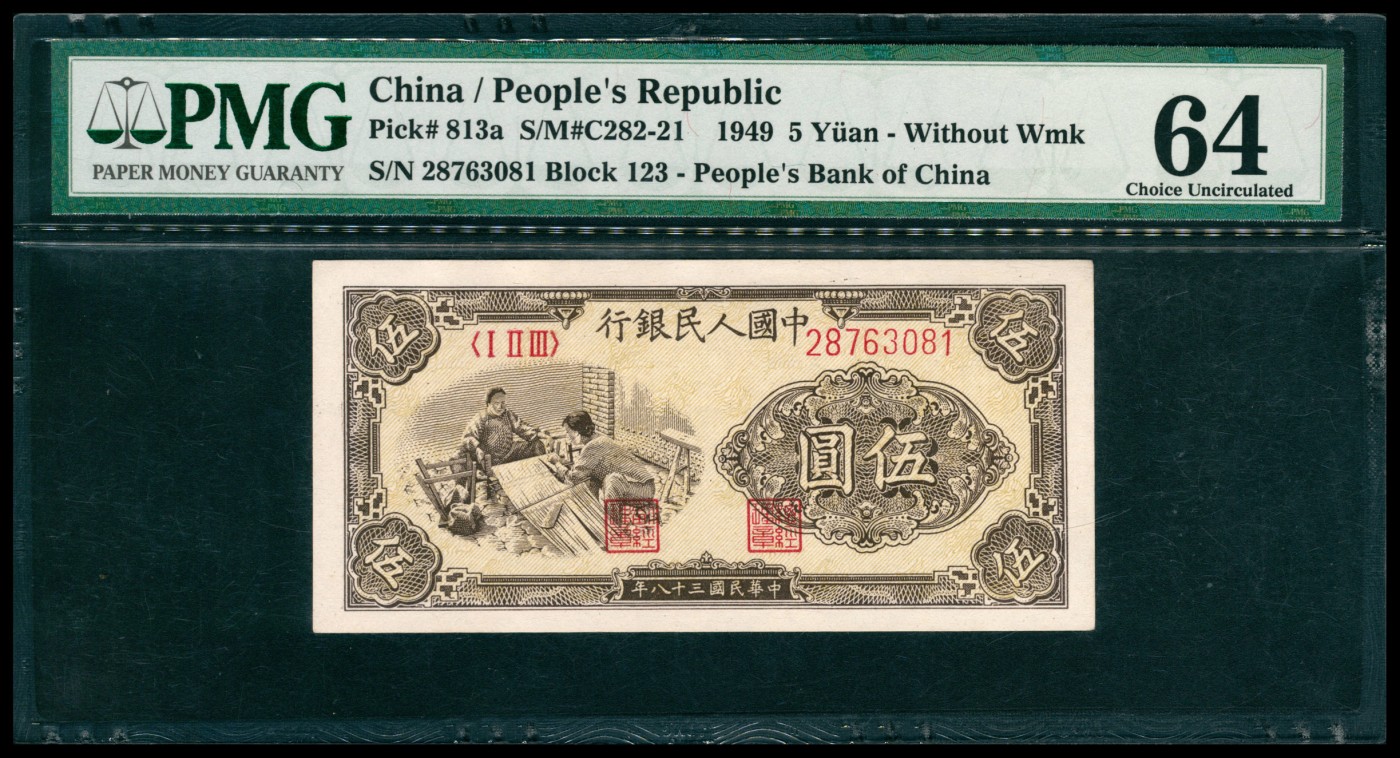 PMG
PAPER MONEY GUARANTY
China / People's Republic
Pick# 813a S/M#C282-21 1949 5 Yüan - Without Wmk
S/N 28763081 Block 123 - People's Bank of China
64
Choice Uncirculated
行銀民人國中
〈I II III〉
28763081
伍
伍
圓伍
伍
伍
年八十三國民華中